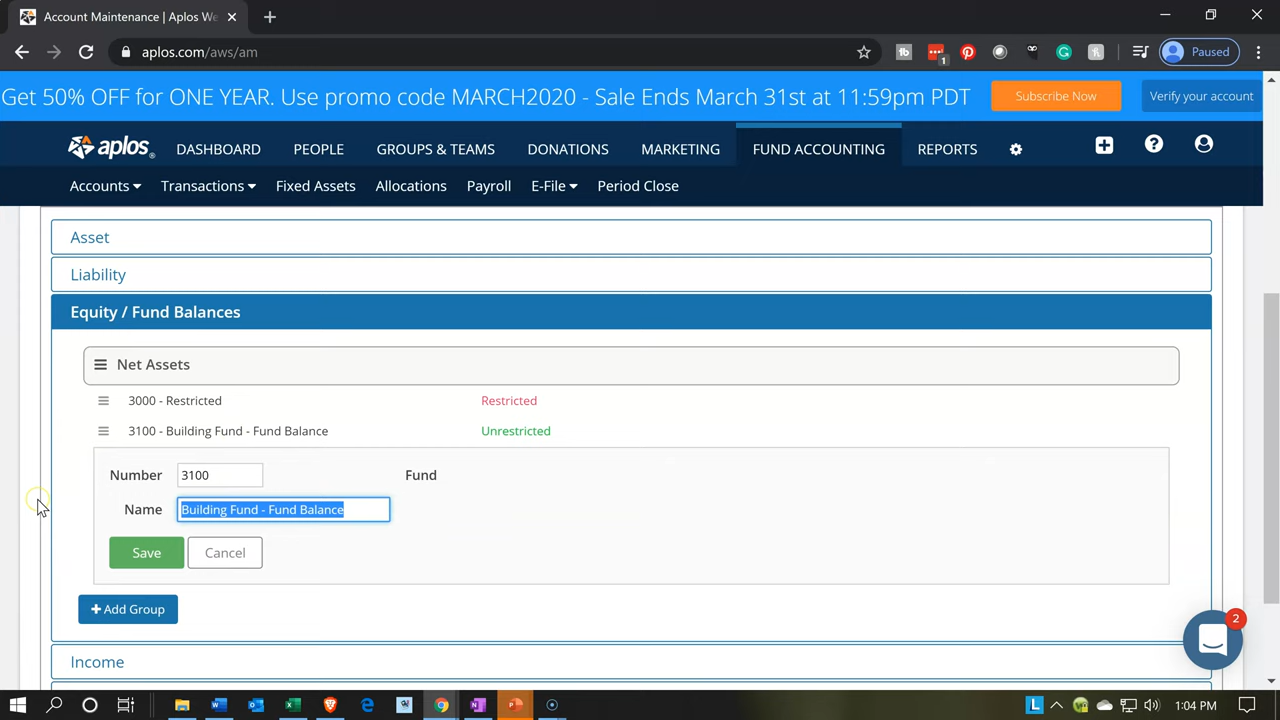 Account Maintenance | Aplos We
aplos.com/aws/am
1
Paused
Get 50% OFF for ONE YEAR. Use promo code MARCH2020 - Sale Ends March 31st at 11:59pm PDT
Subscribe Now
Verify your account
aplos
DASHBOARD
PEOPLE
GROUPS & TEAMS
DONATIONS
MARKETING
FUND ACCOUNTING
REPORTS
Accounts
Transactions
Fixed Assets
Allocations
Payroll
E-File
Period Close
Asset
Liability
Equity / Fund Balances
Net Assets
3000 - Restricted Restricted
3100 - Building Fund - Fund Balance Unrestricted
Number 3100 Fund
Name Building Fund - Fund Balance
Save
Cancel
+ Add Group
2
Income
1:04 PM